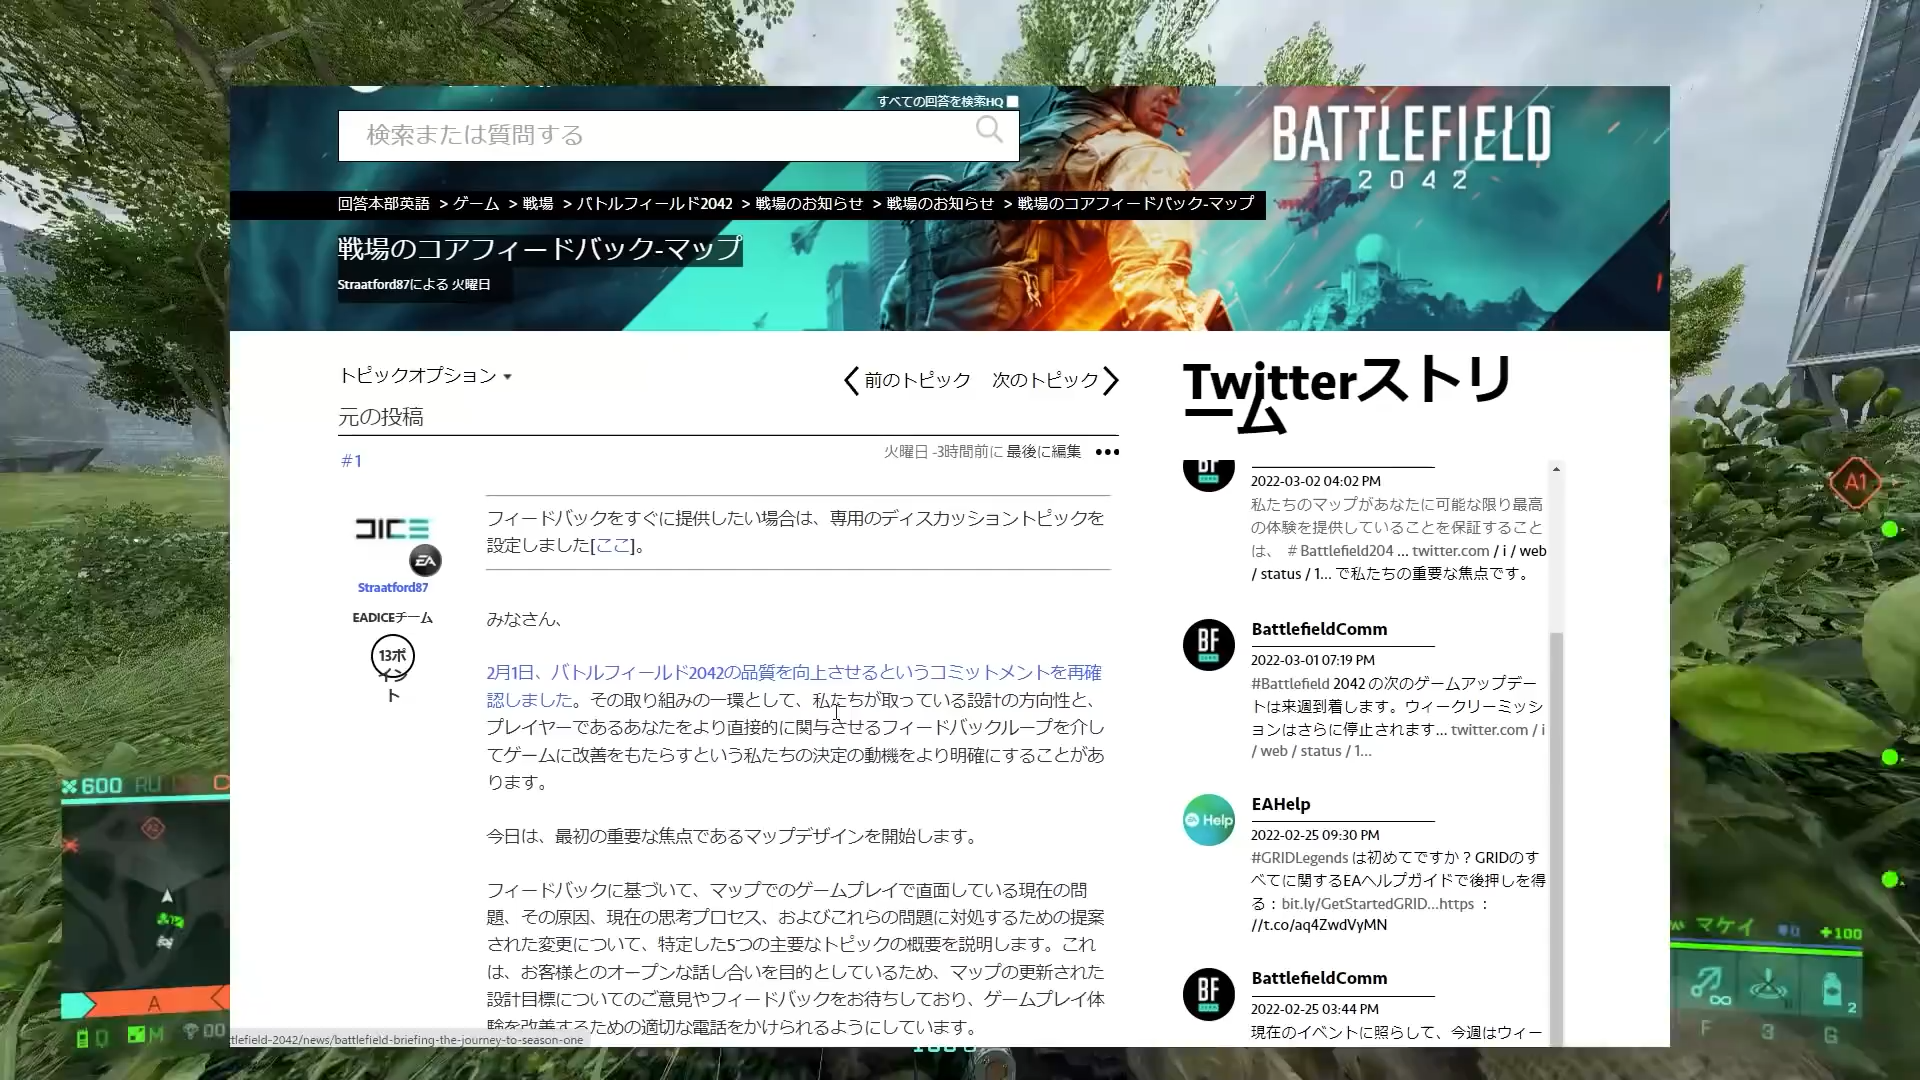 すべての回答を検索HQ
検索または質問する
BATTLEFIELD
2042
回答本部英語 >ゲーム >戦場 >バトルフィールド2042 >戦場のお知らせ >戦場のお知らせ >戦場のコアフィードバック-マップ
戦場のコアフィードバック-マップ
Straatford87による 火曜日
トピックオプション
前のトピック 次のトピック
元の投稿
火曜日 -3時間前に 最後に編集
#1
DICE
EA
Straatford87
EADICEチーム
13ポ
イン
ト
フィードバックをすぐに提供したい場合は、専用のディスカッショントピックを
設定しました[ここ]。
みなさん、
2月1日、バトルフィールド2042の品質を向上させるというコミットメントを再確
認しました。その取り組みの一環として、私たちが取っている設計の方向性と、
プレイヤーであるあなたをより直接的に関与させるフィードバックループを介し
てゲームに改善をもたらすという私たちの決定の動機をより明確にすることがあ
ります。
今日は、最初の重要な焦点であるマップデザインを開始します。
フィードバックに基づいて、マップでのゲームプレイで直面している現在の問
題、その原因、現在の思考プロセス、およびこれらの問題に対処するための提案
された変更について、特定した5つの主要なトピックの概要を説明します。これ
は、お客様とのオープンな話し合いを目的としているため、マップの更新された
設計目標についてのご意見やフィードバックをお待ちしており、ゲームプレイ体
験を改善するための適切な電話をかけられるようにしています。
Twitterストリ
ーム
BF
2022-03-02 04:02 PM
私たちのマップがあなたに可能な限り最高
の体験を提供していることを保証すること
は、 # Battlefield204 ... twitter.com / i / web
/ status / 1... で私たちの重要な焦点です。
BF
BattlefieldComm
2022-03-01 07:19 PM
#Battlefield 2042 の次のゲームアップデー
トは来週到着します。ウィークリーミッシ
ョンはさらに停止されます... twitter.com / i
/ web / status / 1...
EA Help
EAHelp
2022-02-25 09:30 PM
#GRIDLegends は初めてですか？GRIDのす
べてに関するEAヘルプガイドで後押しを得
る：bit.ly/GetStartedGRID...https ：
//t.co/aq4ZwdVyMN
BF
BattlefieldComm
2022-02-25 03:44 PM
現在のイベントに照らして、今週はウィー
tlefield-2042/news/battlefield-briefing-the-journey-to-season-one
600 RU
A
A1
マケイ
+100
2
F 3 G
Q M 00